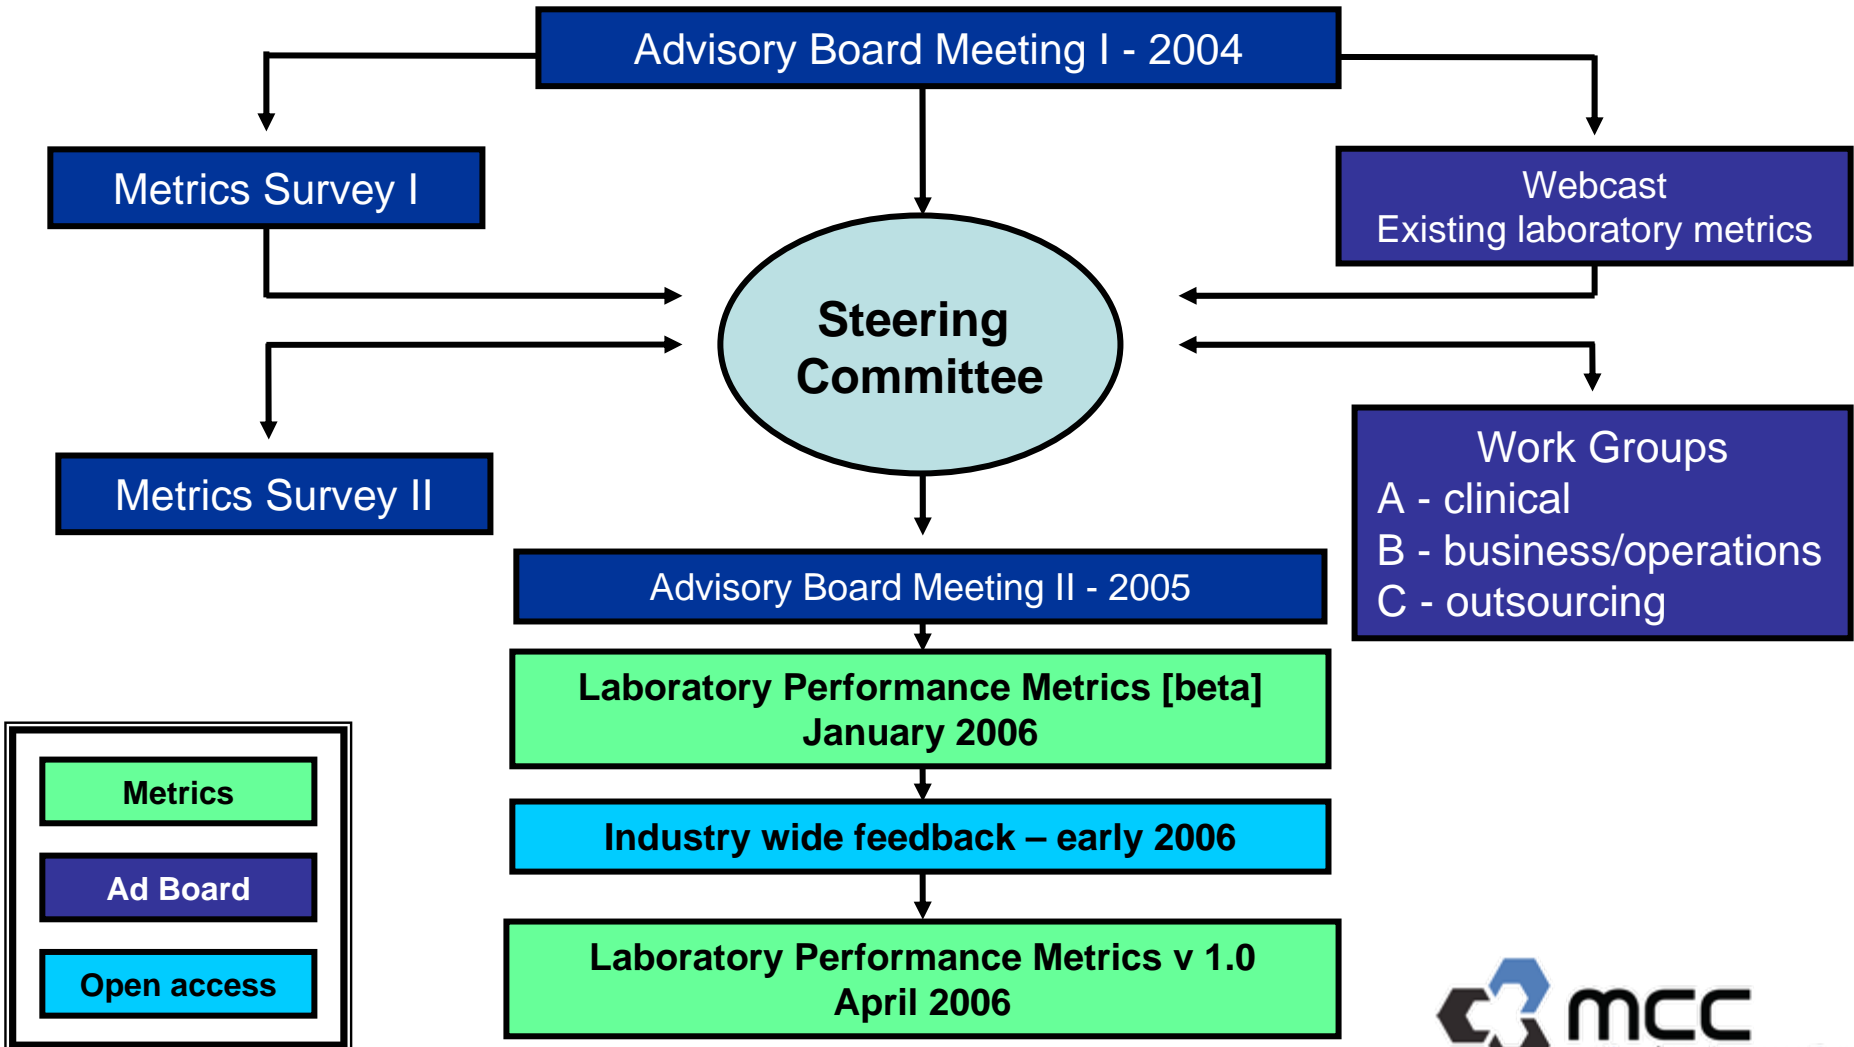 Advisory Board Meeting I - 2004
Metrics Survey I
Webcast
Existing laboratory metrics
Steering
Committee
Metrics Survey II
Work Groups
A - clinical
B - business/operations
C - outsourcing
Advisory Board Meeting II - 2005
Laboratory Performance Metrics [beta]
January 2006
Industry wide feedback – early 2006
Laboratory Performance Metrics v 1.0
April 2006
Metrics
Ad Board
Open access
mcc